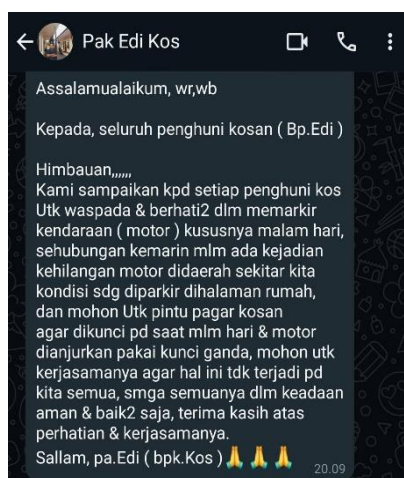 Pak Edi Kos
Assalamualaikum, wr,wb
Kepada, seluruh penghuni kosan ( Bp.Edi )
Himbauan,,,,,,
Kami sampaikan kpd setiap penghuni kos
Utk waspada & berhati2 dlm memarkir
kendaraan ( motor ) kususnya malam hari,
sehubungan kemarin mlm ada kejadian
kehilangan motor didaerah sekitar kita
kondisi sdg diparkir dihalaman rumah,
dan mohon Utk pintu pagar kosan
agar dikunci pd saat mlm hari & motor
dianjurkan pakai kunci ganda, mohon utk
kerjasamanya agar hal ini tdk terjadi pd
kita semua, smga semuanya dlm keadaan
aman & baik2 saja, terima kasih atas
perhatian & kerjasamanya.
Sallam, pa.Edi ( bpk.Kos ) 🙏 🙏 🙏
20.09